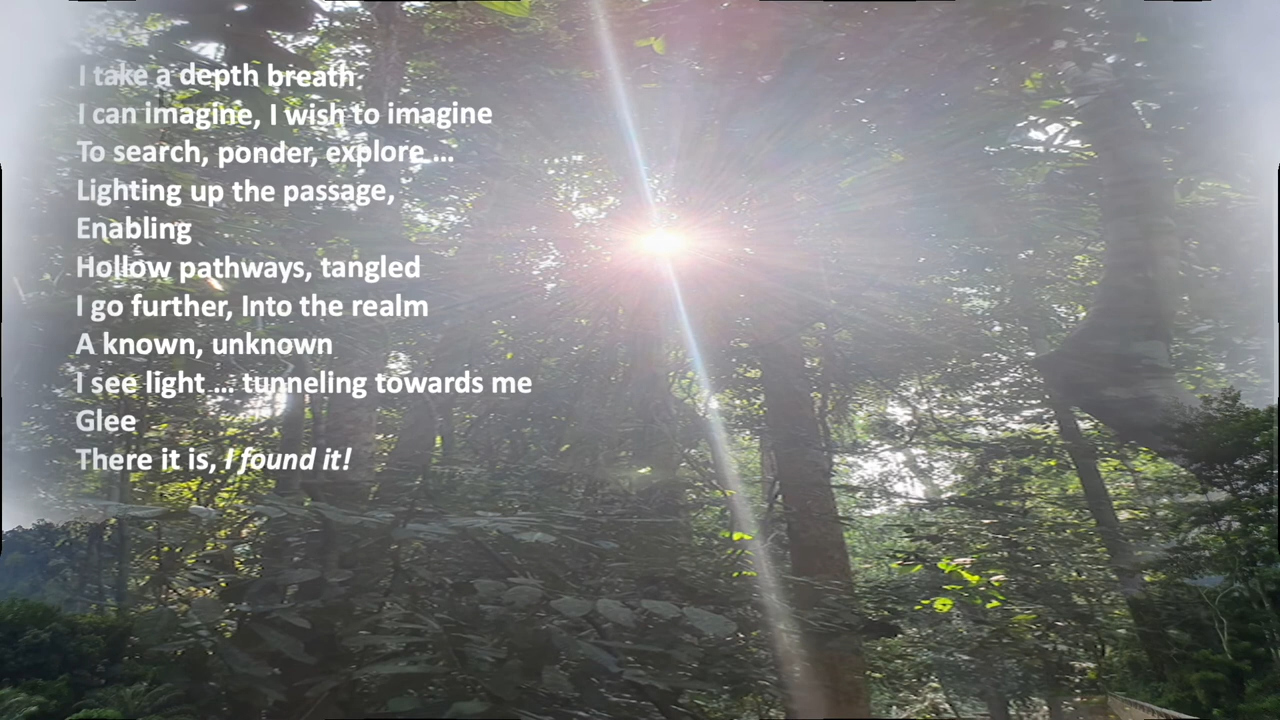 I take a depth breath.
I can imagine, I wish to imagine
To search, ponder, explore ...
Lighting up the passage,
Enabling
Hollow pathways, tangled
I go further, Into the realm
A known, unknown
I see light ... tunneling towards me
Glee
There it is, I found it!